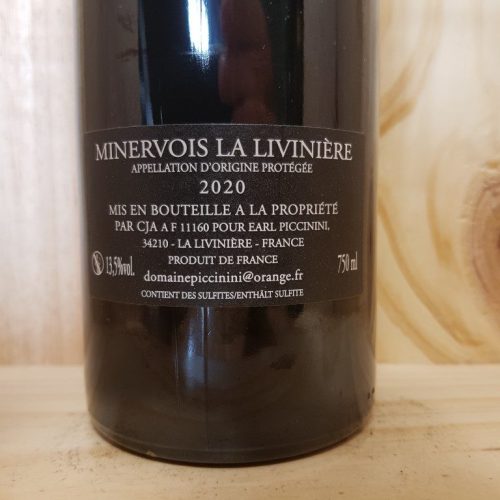 MINERVOIS LA LIVINIÈRE
APPELLATION D'ORIGINE PROTÉGÉE
2020
MIS EN BOUTEILLE A LA PROPRIÉTÉ
PAR CJA A F 11160 POUR EARL PICCININI,
34210 - LA LIVINIÈRE - FRANCE
PRODUIT DE FRANCE
13,5%vol.
domainepiccinini@orange.fr
750 ml
CONTIENT DES SULFITES/ENTHÄLT SULFITE